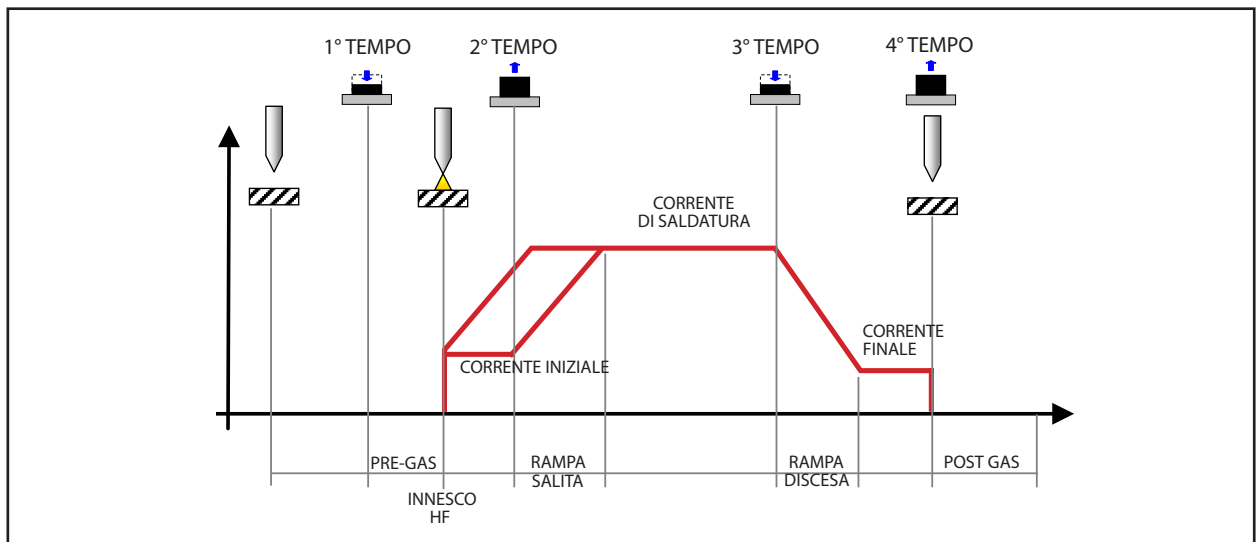 1° TEMPO
2° TEMPO
3° TEMPO
4° TEMPO
CORRENTE
DI SALDATURA
CORRENTE
FINALE
CORRENTE INIZIALE
PRE-GAS
RAMPA
SALITA
RAMPA
DISCESA
POST GAS
INNESCO
HF